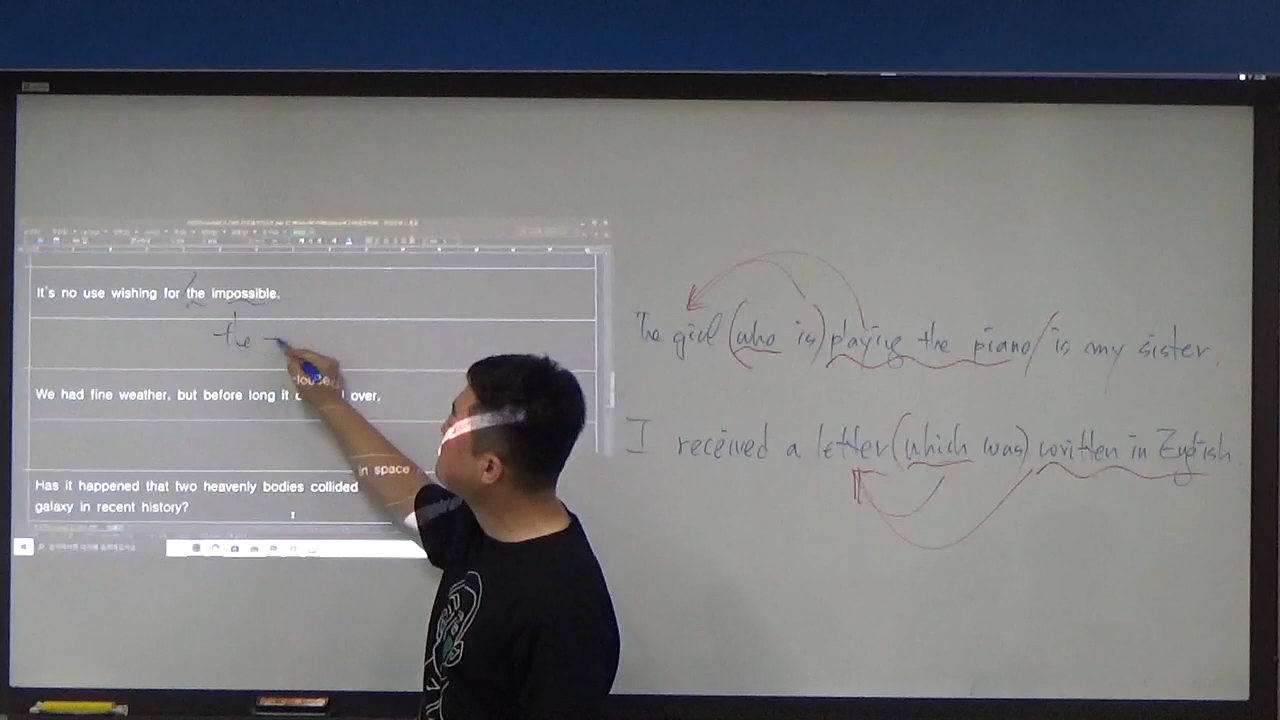 It's no use wishing for the impossible.
the
We had fine weather, but before long it clouded over.
in space
Has it happened that two heavenly bodies collided
galaxy in recent history?
The girl (who is) playing the piano / is my sister.
I received a letter (which was) written in English